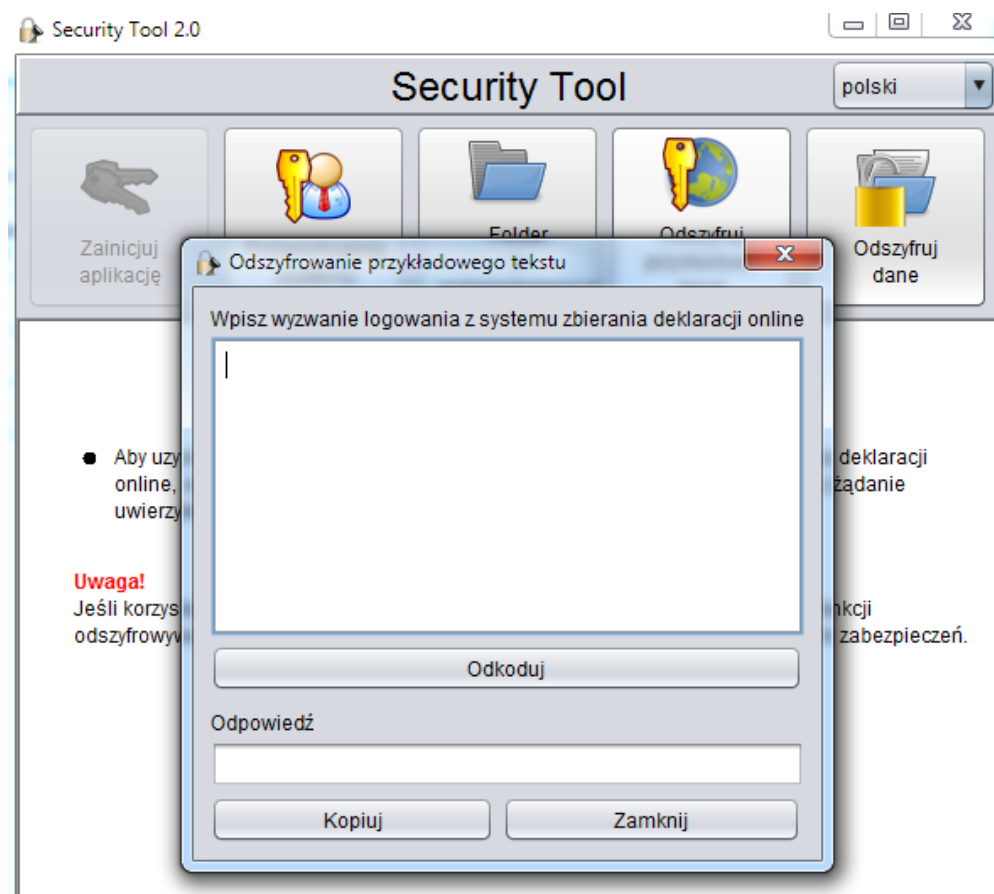 Security Tool 2.0
Security Tool
polski
Zainicjuj
aplikację
Folder
Odszyfruj
Odszyfruj
dane
Odszyfrowanie przykładowego tekstu
Wpisz wyzwanie logowania z systemu zbierania deklaracji online
Odkoduj
Odpowiedź
Kopiuj
Zamknij
Aby uzy
deklaracji
online,
żądanie
uwierzy
Uwaga!
Jeśli korzys
nkcji
odszyfrowyw
zabezpieczeń.